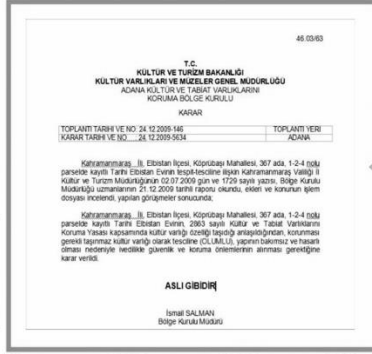 46.03/63
T.C.
KÜLTÜR VE TURİZM BAKANLIĞI
KÜLTÜR VARLIKLARI VE MÜZELER GENEL MÜDÜRLÜĞÜ
ADANA KÜLTÜR VE TABİAT VARLIKLARINI
KORUMA BÖLGE KURULU
KARAR
TOPLANTI TARİHİ VE NO: 24.12.2009-146 TOPLANTI YERİ
KARAR TARİHİ VE NO :24.12.2009-5634 ADANA
Kahramanmaraş İli, Elbistan İlçesi, Köprübaşı Mahallesi, 367 ada, 1-2-4 nolu
parselde kayıtlı Tarihi Elbistan Evinin tespit-tesciline ilişkin Kahramanmaraş Valiliği İl
Kültür ve Turizm Müdürlüğünün 02.07.2009 gün ve 1729 sayılı yazısı, Bölge Kurulu
Müdürlüğü uzmanlarının 21.12.2009 tarihli raporu okundu, ekleri ve konunun işlem
dosyası incelendi, yapılan görüşmeler sonucunda;
Kahramanmaraş İli, Elbistan İlçesi, Köprübaşı Mahallesi, 367 ada, 1-2-4 nolu
parselde kayıtlı Tarihi Elbistan Evinin, 2863 sayılı Kültür ve Tabiat Varlıklarını
Koruma Yasası kapsamında kültür varlığı özelliği taşıdığı anlaşıldığından, korunması
gerekli taşınmaz kültür varlığı olarak tesciline (OLUMLU), yapının bakımsız ve hasarlı
olması nedeniyle ivedilikle güvenlik ve koruma önlemlerinin alınması gerektiğine
karar verildi.
ASLI GİBİDİR
İsmail SALMAN
Bölge Kurulu Müdürü